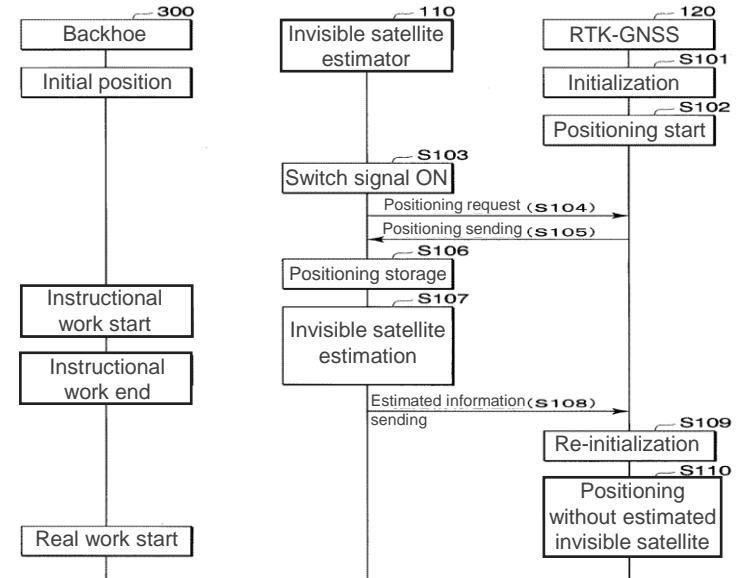 300
Backhoe
110
Invisible satellite
estimator
120
RTK-GNSS
Initial position
S101
Initialization
S102
Positioning start
S103
Switch signal ON
Positioning request (S104)
Positioning sending (S105)
S106
Positioning storage
Instructional
work start
S107
Invisible satellite
estimation
Instructional
work end
Estimated information (S108)
sending
S109
Re-initialization
S110
Positioning
without estimated
invisible satellite
Real work start